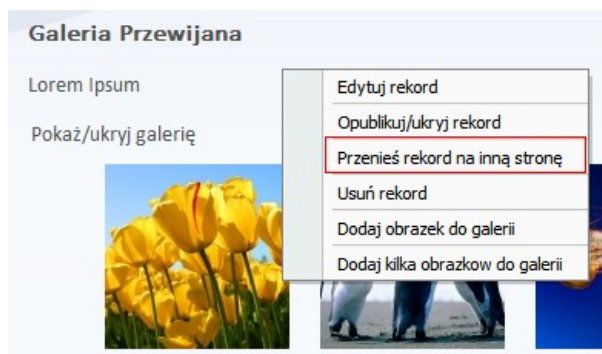 Galeria Przewijana
Lorem Ipsum
Pokaż/ukryj galerię
Edytuj rekord
Opublikuj/ukryj rekord
Przenieś rekord na inną stronę
Usuń rekord
Dodaj obrazek do galerii
Dodaj kilka obrazkow do galerii